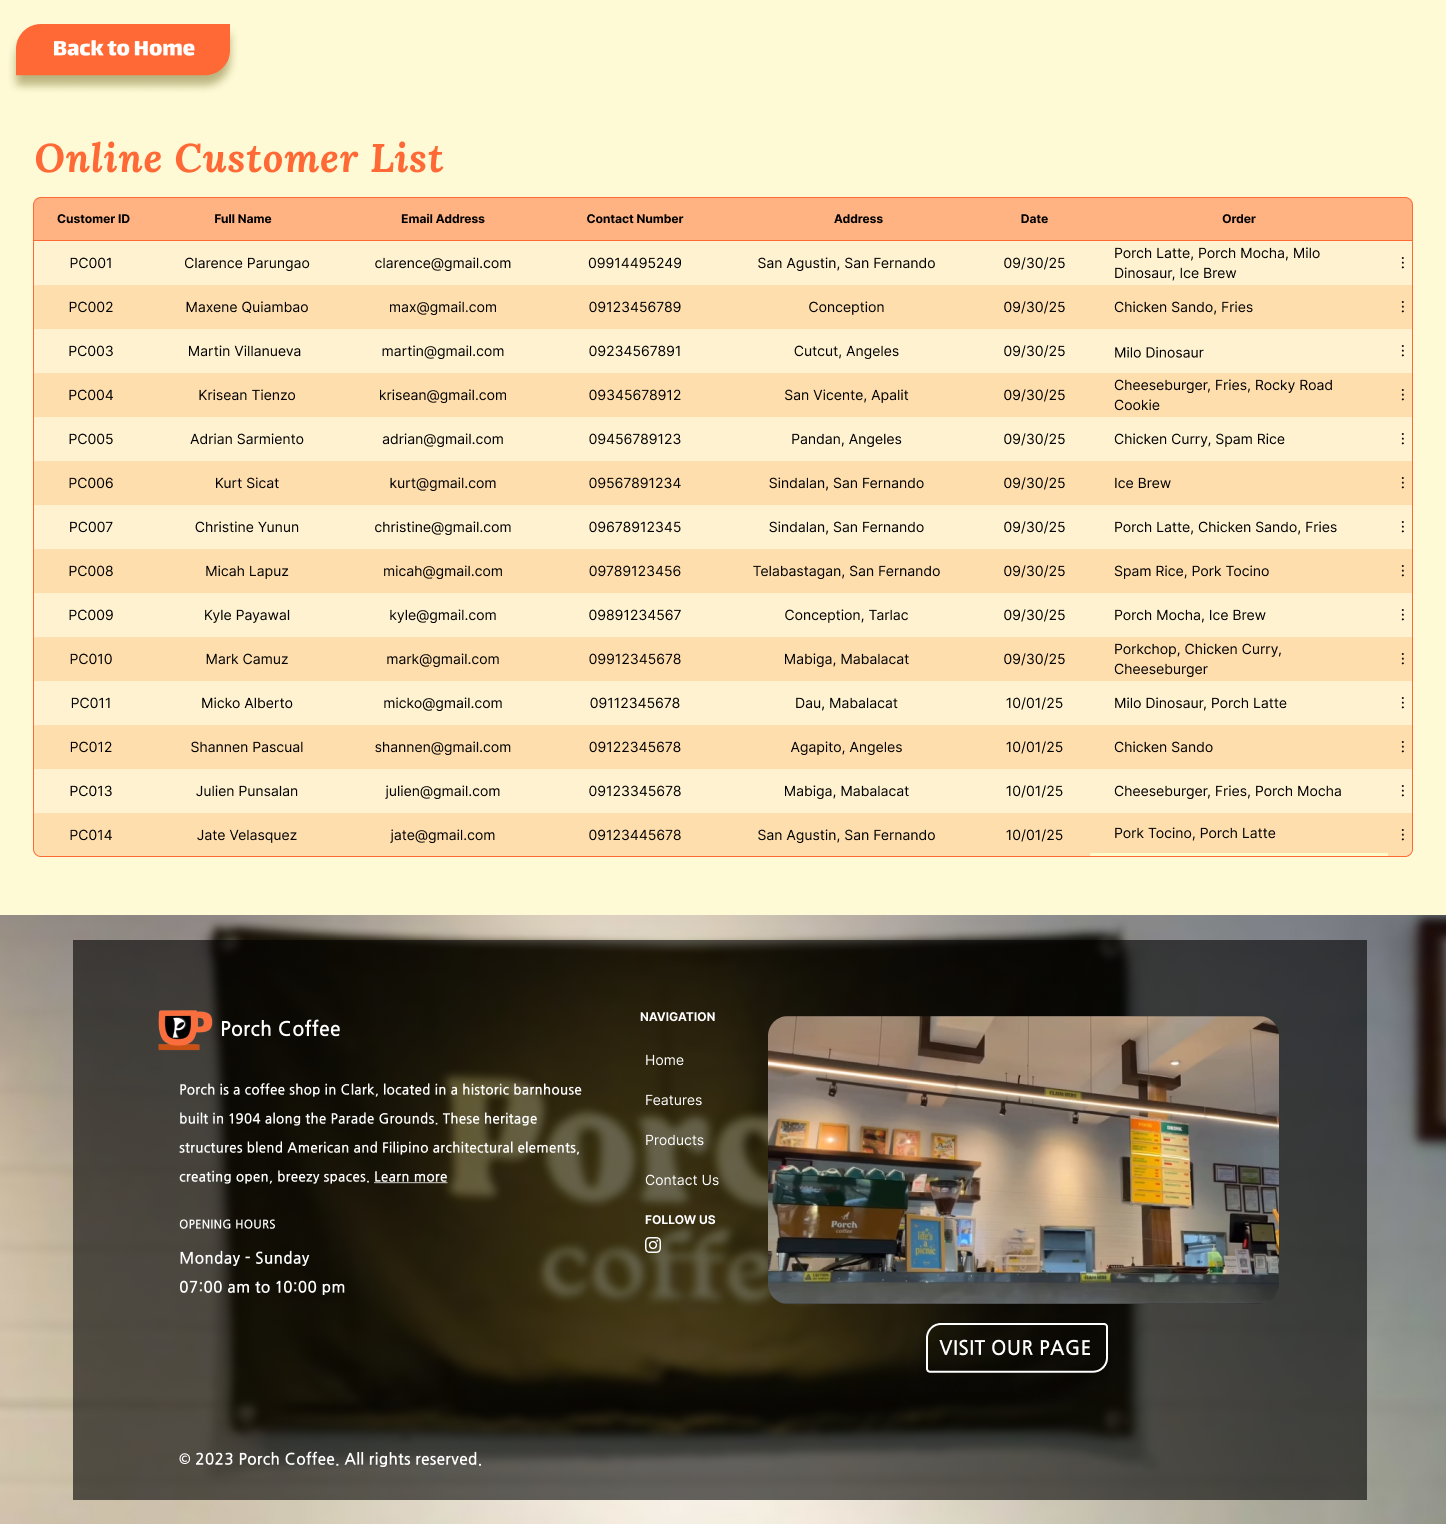 Back to Home
Online Customer List
Customer ID Full Name Email Address Contact Number Address Date Order
PC001 Clarence Parungao clarence@gmail.com 09914495249 San Agustin, San Fernando 09/30/25 Porch Latte, Porch Mocha, Milo
Dinosaur, Ice Brew
PC002 Maxene Quiambao max@gmail.com 09123456789 Conception 09/30/25 Chicken Sando, Fries
PC003 Martin Villanueva martin@gmail.com 09234567891 Cutcut, Angeles 09/30/25 Milo Dinosaur
PC004 Krisean Tienzo krisean@gmail.com 09345678912 San Vicente, Apalit 09/30/25 Cheeseburger, Fries, Rocky Road
Cookie
PC005 Adrian Sarmiento adrian@gmail.com 09456789123 Pandan, Angeles 09/30/25 Chicken Curry, Spam Rice
PC006 Kurt Sicat kurt@gmail.com 09567891234 Sindalan, San Fernando 09/30/25 Ice Brew
PC007 Christine Yunun christine@gmail.com 09678912345 Sindalan, San Fernando 09/30/25 Porch Latte, Chicken Sando, Fries
PC008 Micah Lapuz micah@gmail.com 09789123456 Telabastagan, San Fernando 09/30/25 Spam Rice, Pork Tocino
PC009 Kyle Payawal kyle@gmail.com 09891234567 Conception, Tarlac 09/30/25 Porch Mocha, Ice Brew
PC010 Mark Camuz mark@gmail.com 09912345678 Mabiga, Mabalacat 09/30/25 Porkchop, Chicken Curry,
Cheeseburger
PC011 Micko Alberto micko@gmail.com 09112345678 Dau, Mabalacat 10/01/25 Milo Dinosaur, Porch Latte
PC012 Shannen Pascual shannen@gmail.com 09122345678 Agapito, Angeles 10/01/25 Chicken Sando
PC013 Julien Punsalan julien@gmail.com 09123345678 Mabiga, Mabalacat 10/01/25 Cheeseburger, Fries, Porch Mocha
PC014 Jate Velasquez jate@gmail.com 09123445678 San Agustin, San Fernando 10/01/25 Pork Tocino, Porch Latte
P Porch Coffee
Porch is a coffee shop in Clark, located in a historic barnhouse
built in 1904 along the Parade Grounds. These heritage
structures blend American and Filipino architectural elements,
creating open, breezy spaces. Learn more
OPENING HOURS
Monday - Sunday
07:00 am to 10:00 pm
NAVIGATION
Home
Features
Products
Contact Us
FOLLOW US
Porch
coffee
life's
a
picnic
VISIT OUR PAGE
© 2023 Porch Coffee. All rights reserved.